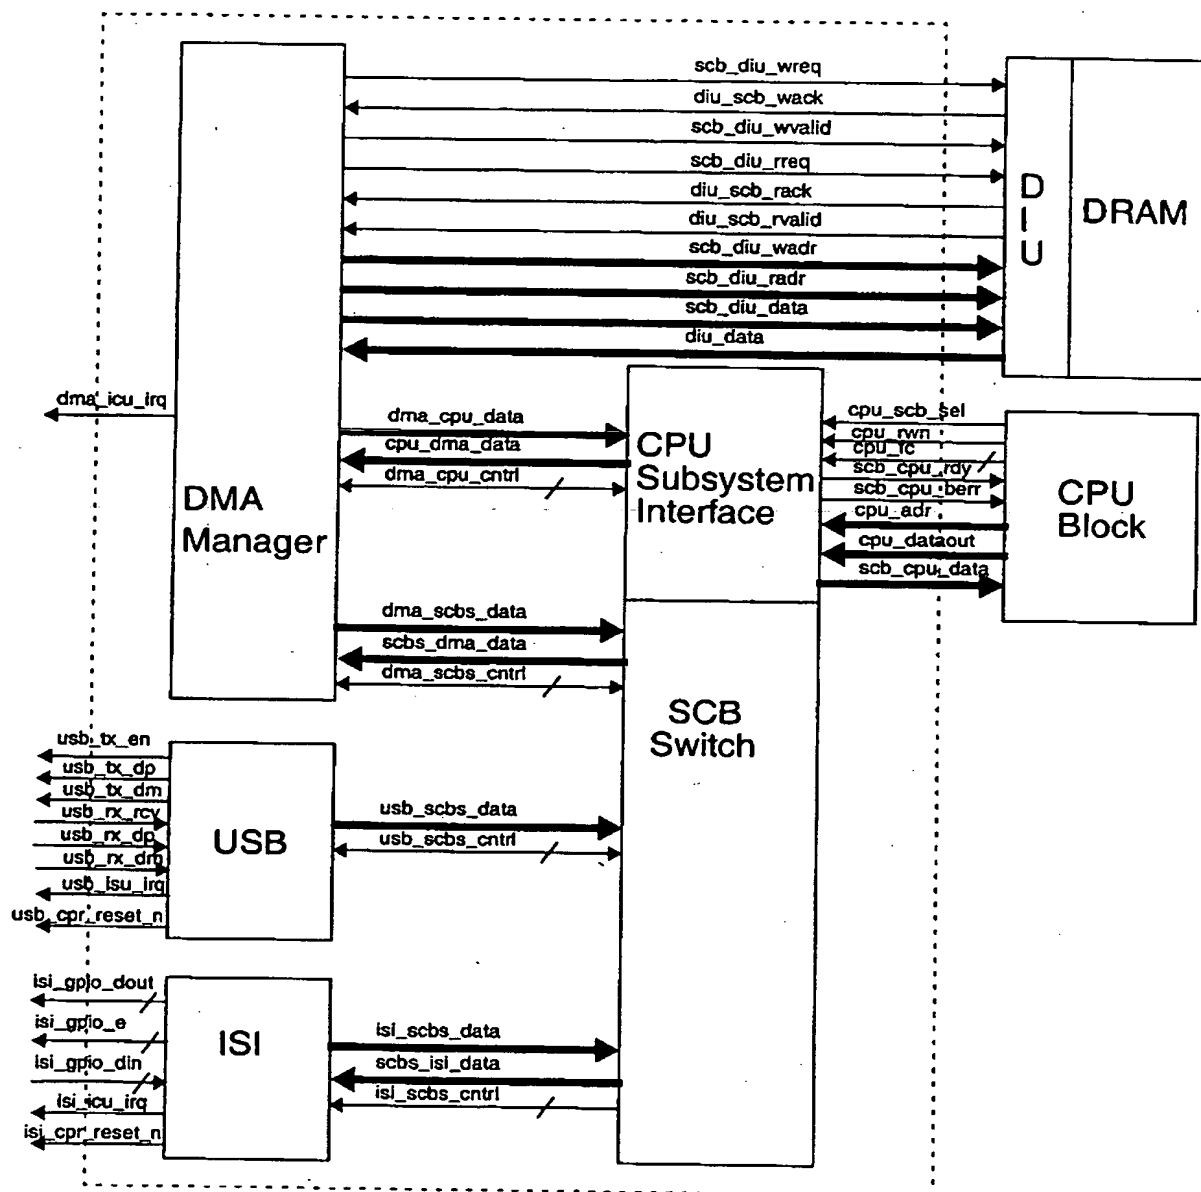 scb_diu_wreq
diu_scb_wack
scb_diu_wvalid
scb_diu_rreq
diu_scb_rack
diu_scb_rvalid
scb_diu_wadr
scb_diu_radr
scb_diu_data
diu_data
D
I
U
DRAM
dma_icu_irq
DMA
Manager
dma_cpu_data
cpu_dma_data
dma_cpu_cntrl
CPU
Subsystem
Interface
cpu_scb_sel
cpu_rwn
cpu_rc
scb_cpu_rdy
scb_cpu_berr
cpu_adr
cpu_dataout
scb_cpu_data
CPU
Block
dma_scbs_data
scbs_dma_data
dma_scbs_cntrl
SCB
Switch
usb_tx_en
usb_tx_dp
usb_tx_dm
usb_rx_rcv
usb_rx_dp
usb_rx_dm
usb_isu_irq
usb_cpr_reset_n
USB
usb_scbs_data
usb_scbs_cntrl
isi_gpio_dout
isi_gpio_e
isi_gpio_din
isi_icu_irq
isi_cpr_reset_n
ISI
isi_scbs_data
scbs_isi_data
isi_scbs_cntrl